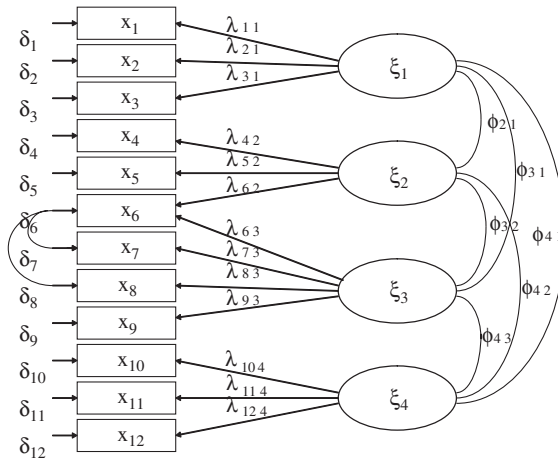 δ1 x1 λ11 ξ1
δ2 x2 λ21
δ3 x3 λ31
φ21
δ4 x4 λ42
φ31
δ5 x5 λ52 ξ2
δ6 x6 λ62
λ63 φ32 φ41
δ7 x7 λ73
δ8 x8 λ83 ξ3 φ42
δ9 x9 λ93
φ43
δ10 x10 λ104
δ11 x11 λ114 ξ4
δ12 x12 λ124